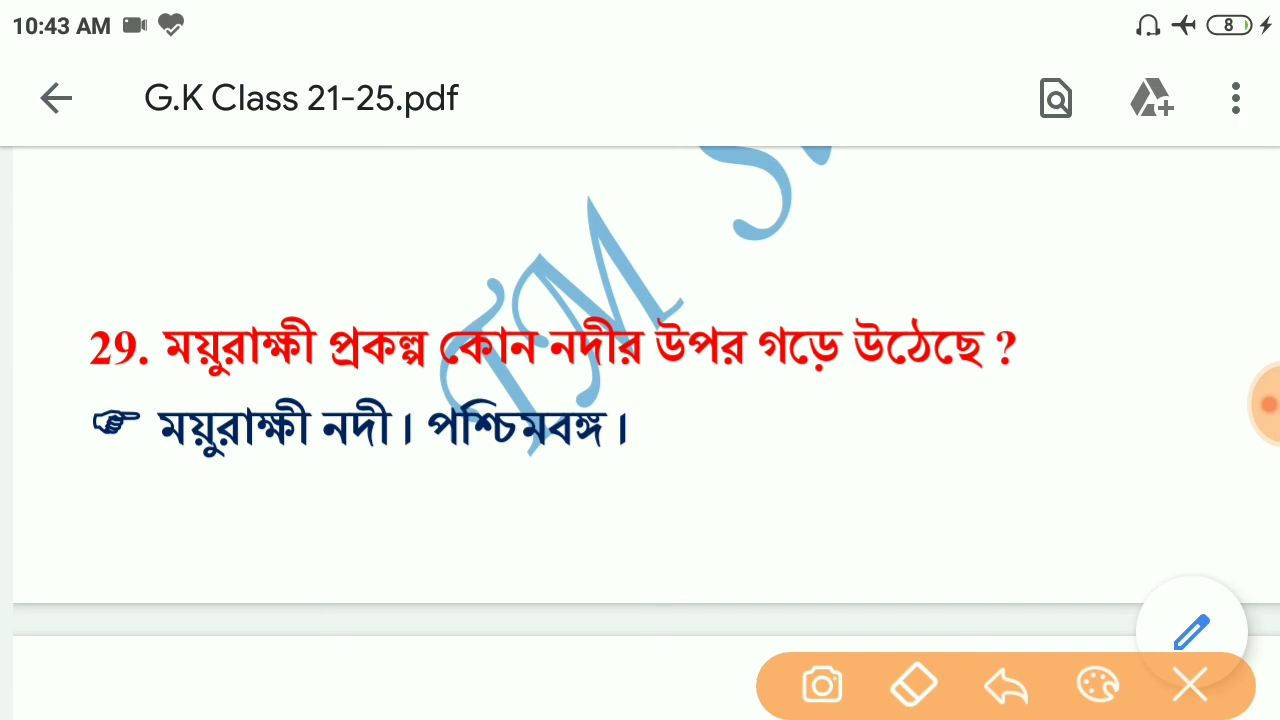 10:43 AM 8
G.K Class 21-25.pdf
TM
29. ময়ুরাক্ষী প্রকল্প কোন নদীর উপর গড়ে উঠেছে ?
☞ ময়ুরাক্ষী নদী। পশ্চিমবঙ্গ।